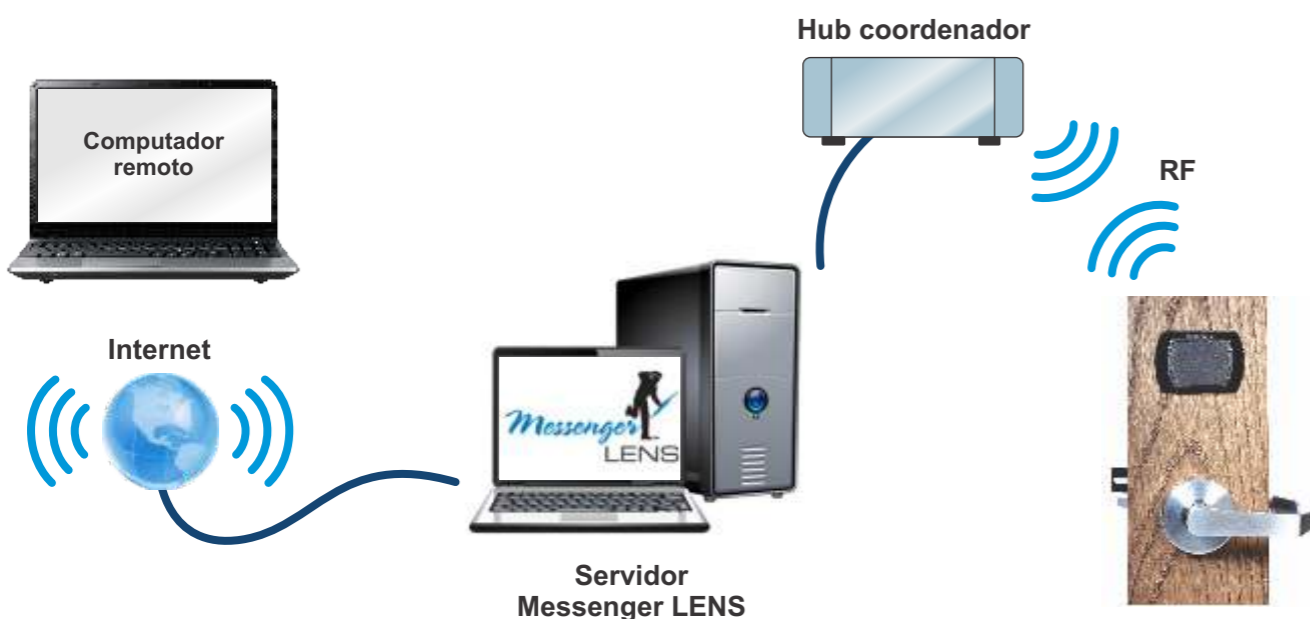 Hub coordenador
Computador
remoto
RF
Internet
Messenger
LENS
Servidor
Messenger LENS